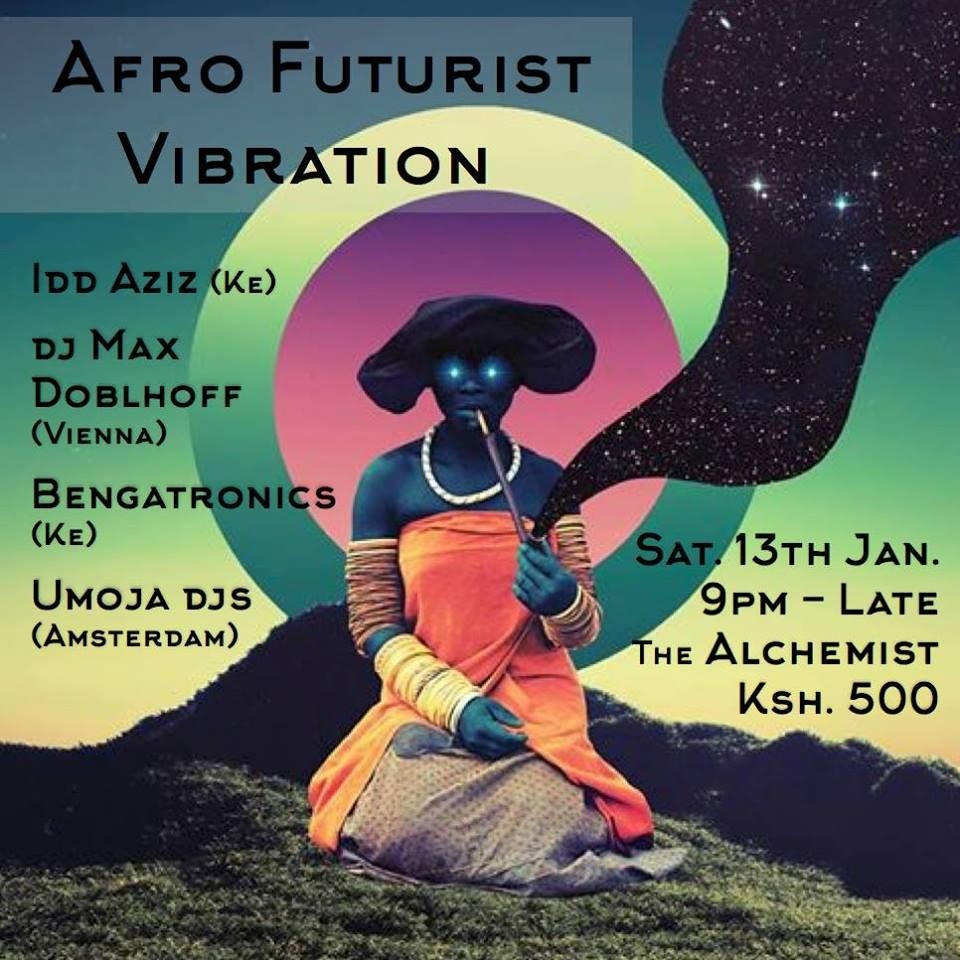 Afro Futurist
Vibration
Idd Aziz (Ke)
DJ Max
Doblhoff
(Vienna)
Bengatronics
(Ke)
Umoja DJs
(Amsterdam)
Sat. 13th Jan.
9pm – Late
The Alchemist
Ksh. 500